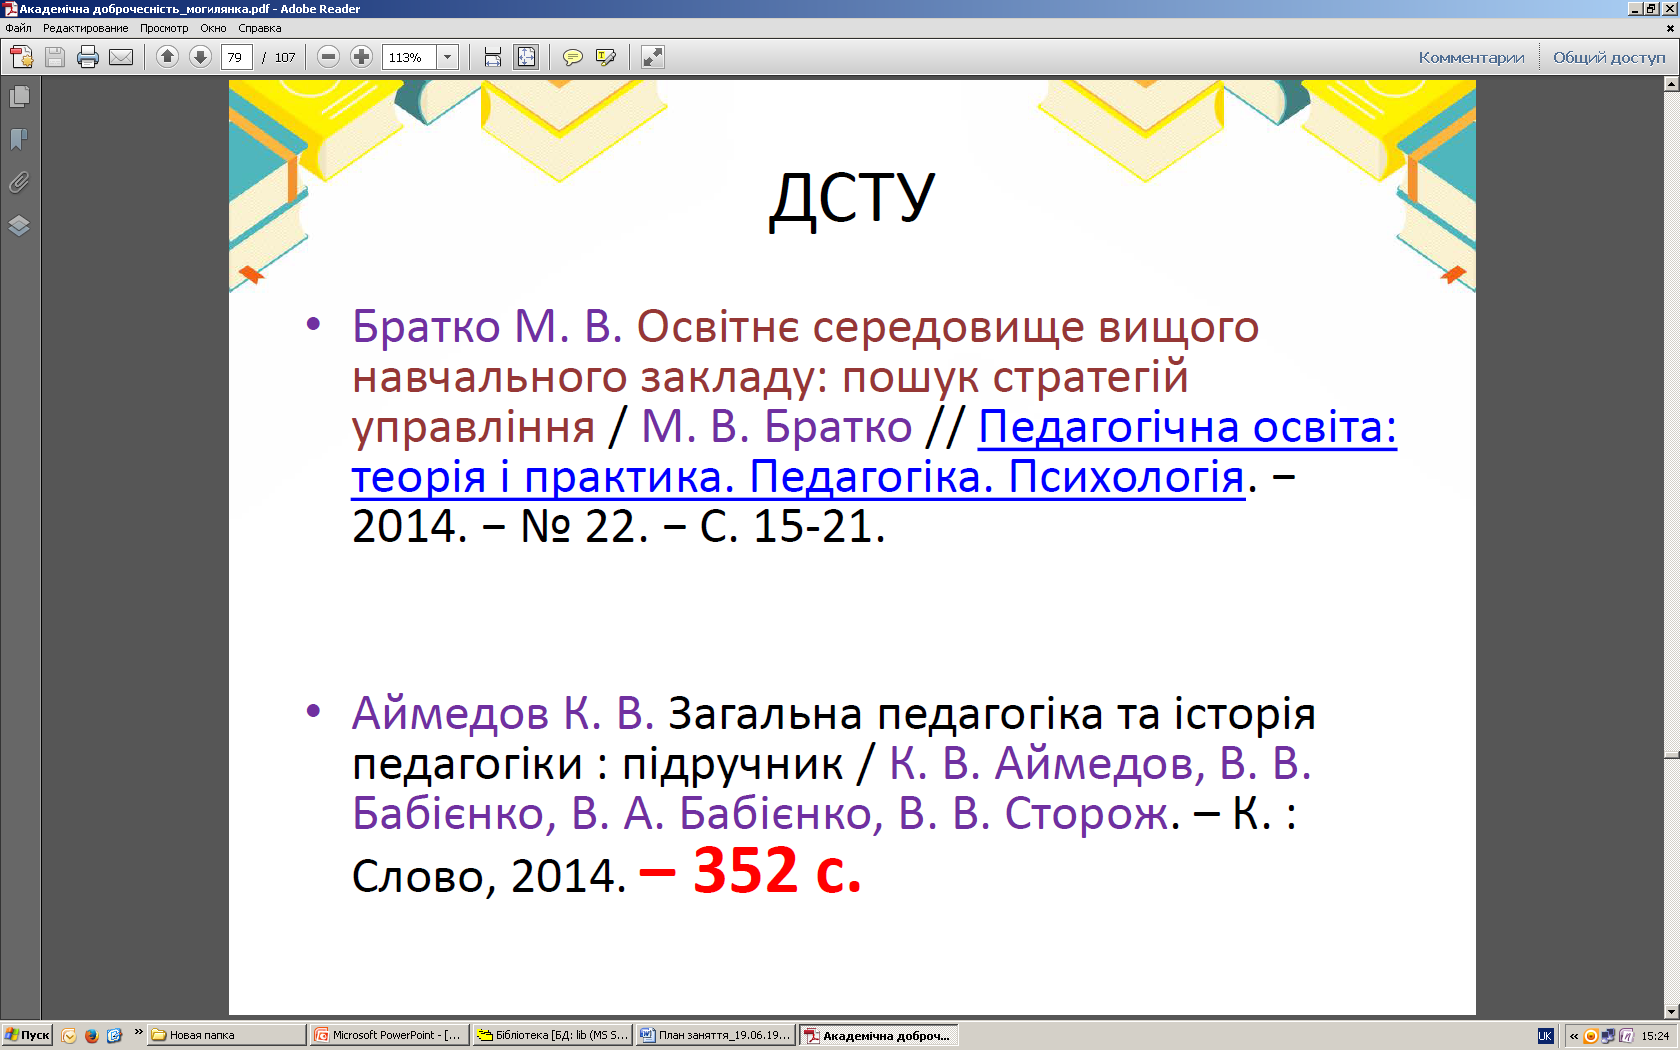 Академічна доброчесність_могилянка.pdf - Adobe Reader
Файл Редактирование Просмотр Окно Справка
79 / 107 113% Комментарии Общий доступ
ДСТУ
• Братко М. В. Освітнє середовище вищого
навчального закладу: пошук стратегій
управління / М. В. Братко // Педагогічна освіта:
теорія і практика. Педагогіка. Психологія. –
2014. – № 22. – С. 15-21.
• Аймедов К. В. Загальна педагогіка та історія
педагогіки : підручник / К. В. Аймедов, В. В.
Бабієнко, В. А. Бабієнко, В. В. Сторож. – К. :
Слово, 2014. – 352 с.
Пуск » Новая папка Microsoft PowerPoint - [... Бібліотека [БД: lib (MS S... План заняття_19.06.19... Академічна доброч... UK « 15:24